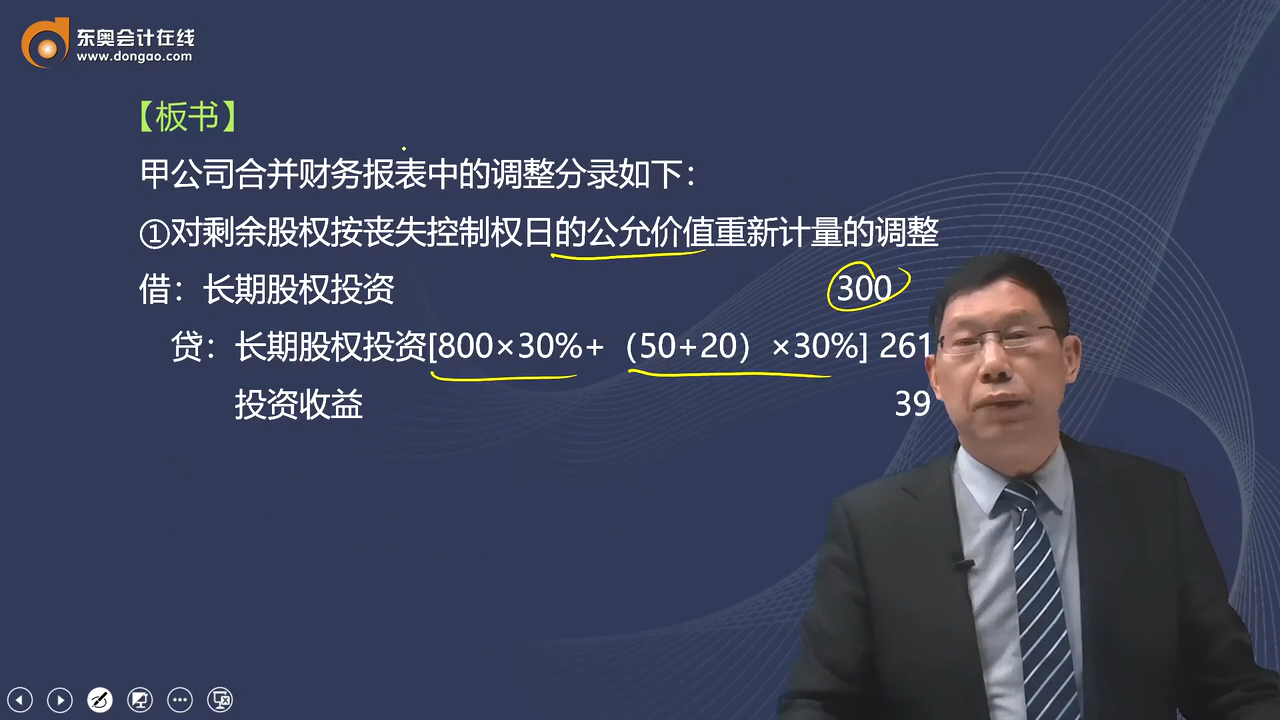 东奥会计在线
www.dongao.com
【板书】
甲公司合并财务报表中的调整分录如下：
①对剩余股权按丧失控制权日的公允价值重新计量的调整
借：长期股权投资 300
贷：长期股权投资[800×30%+（50+20）×30%] 261
投资收益 39